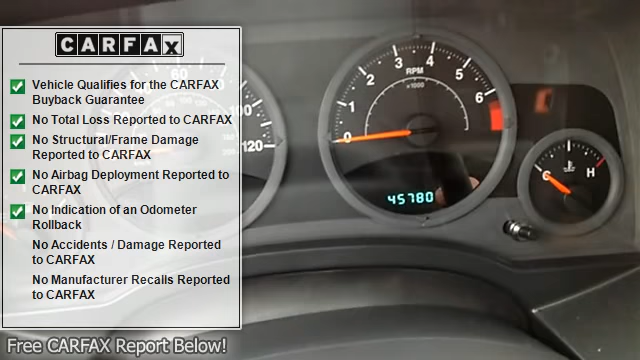 CARFAX
Vehicle Qualifies for the CARFAX
Buyback Guarantee
No Total Loss Reported to CARFAX
No Structural/Frame Damage
Reported to CARFAX
No Airbag Deployment Reported to
CARFAX
No Indication of an Odometer
Rollback
No Accidents / Damage Reported
to CARFAX
No Manufacturer Recalls Reported
to CARFAX
Free CARFAX Report Below!
60
80
100
120
0
1
2
3
4
5
6
RPM
x1000
45780
C
H